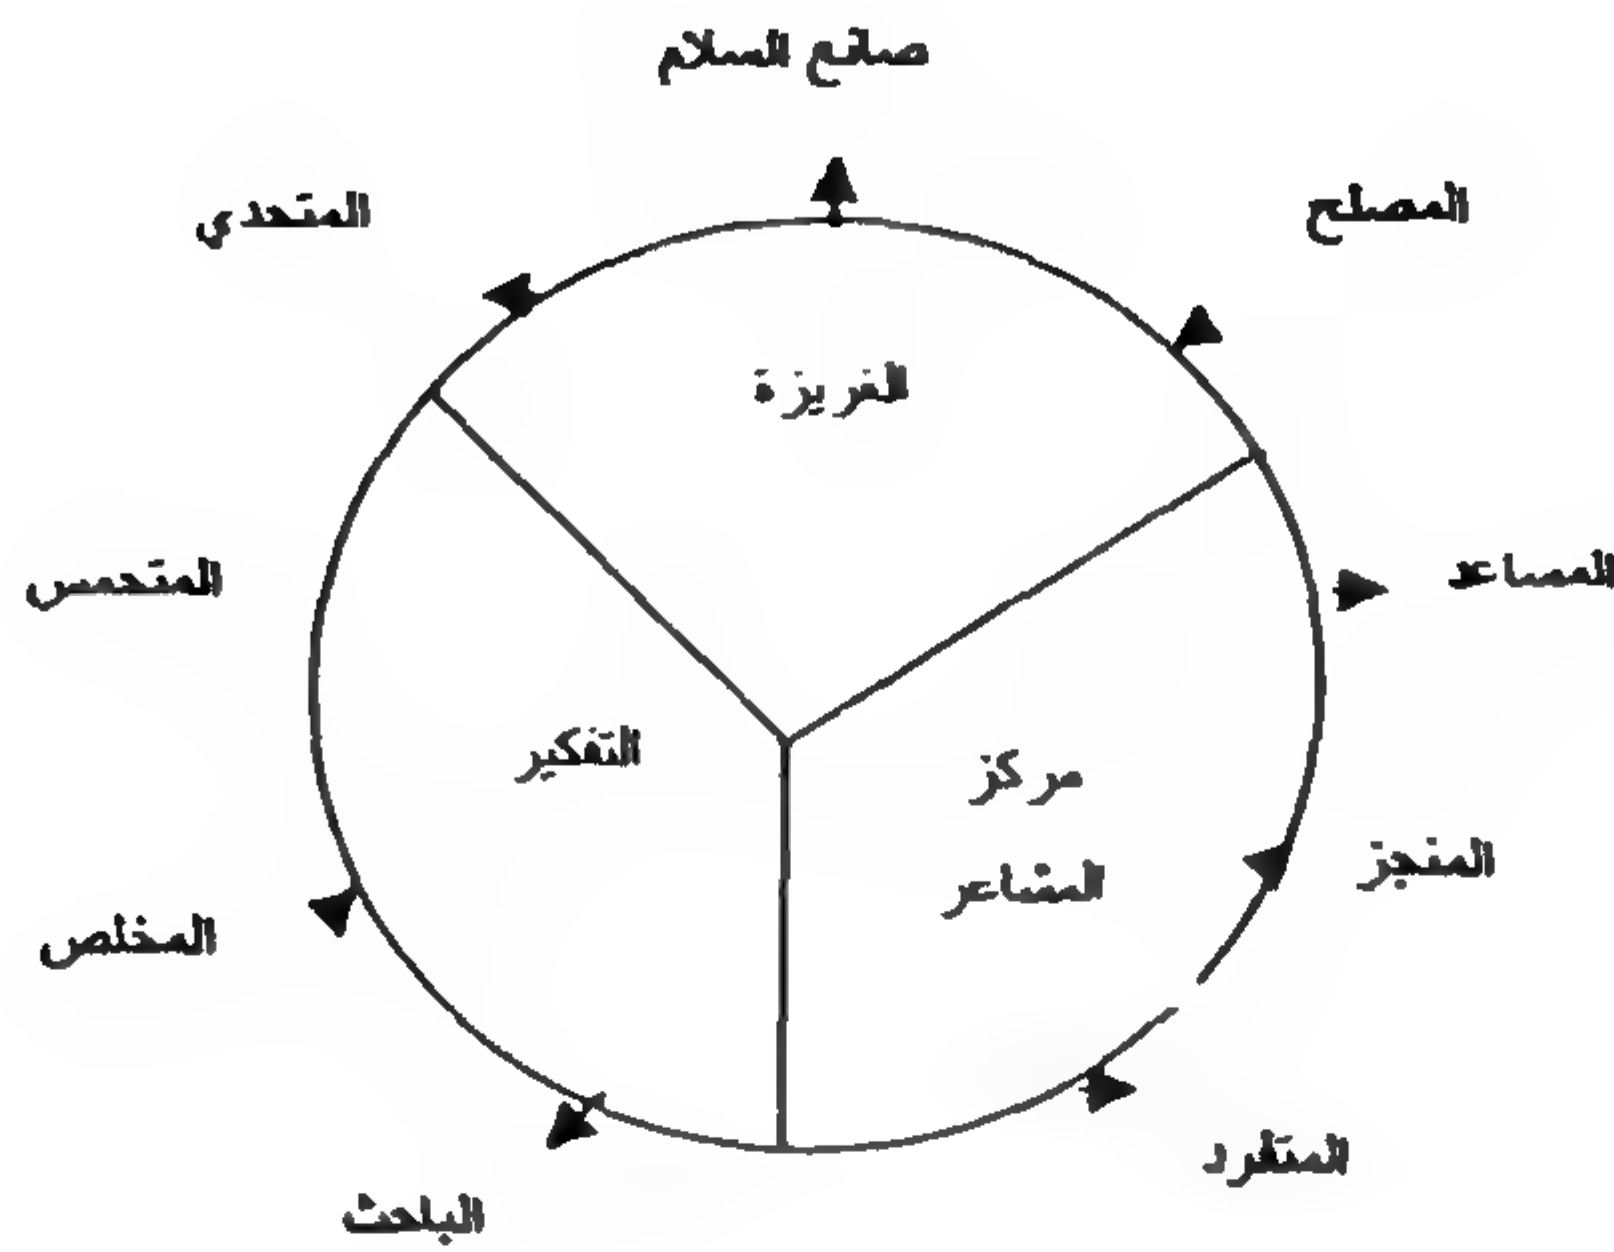 صانع السلام
المصلح
المتحدي
الغريزة
المساعد
المتحمس
مركز
التفكير
المشاعر
المنجز
المخلص
المتفرد
الباحث